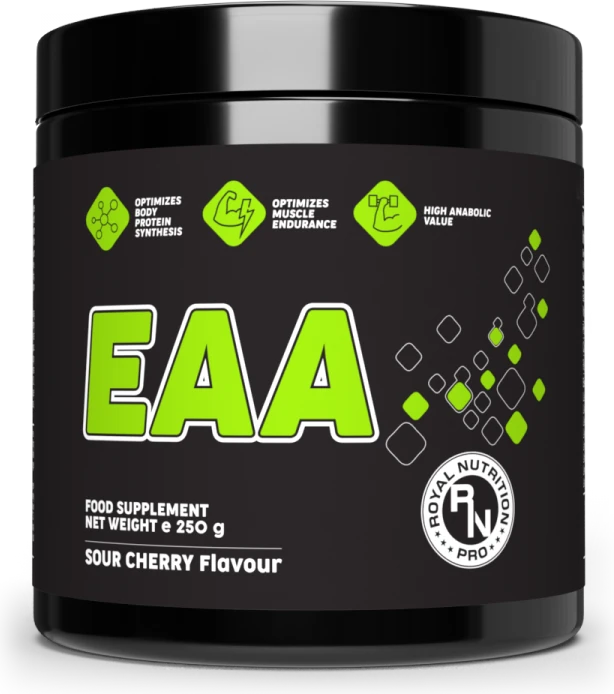 OPTIMIZES
BODY
PROTEIN
SYNTHESIS
OPTIMIZES
MUSCLE
ENDURANCE
HIGH ANABOLIC
VALUE
EAA
FOOD SUPPLEMENT
NET WEIGHT e 250 g
SOUR CHERRY Flavour
ROYAL NUTRITION
RN
PRO